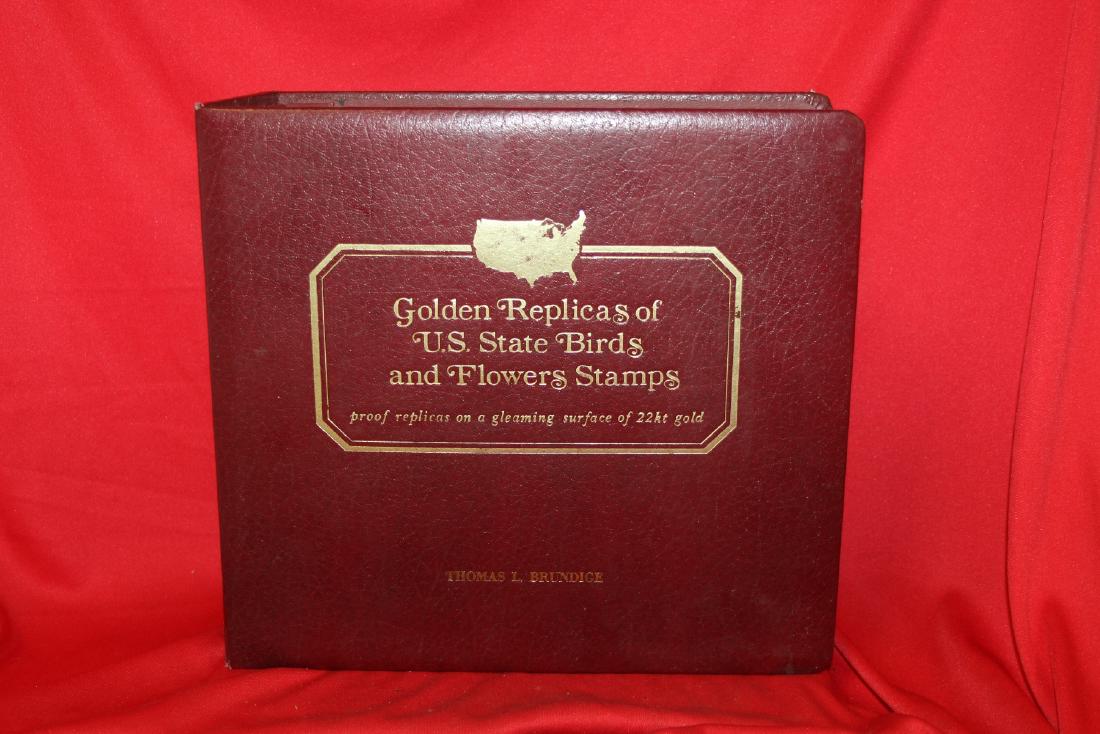 Golden Replicas of
U.S. State Birds
and Flowers Stamps
proof replicas on a gleaming surface of 22kt gold
THOMAS L. BRUNDIGE